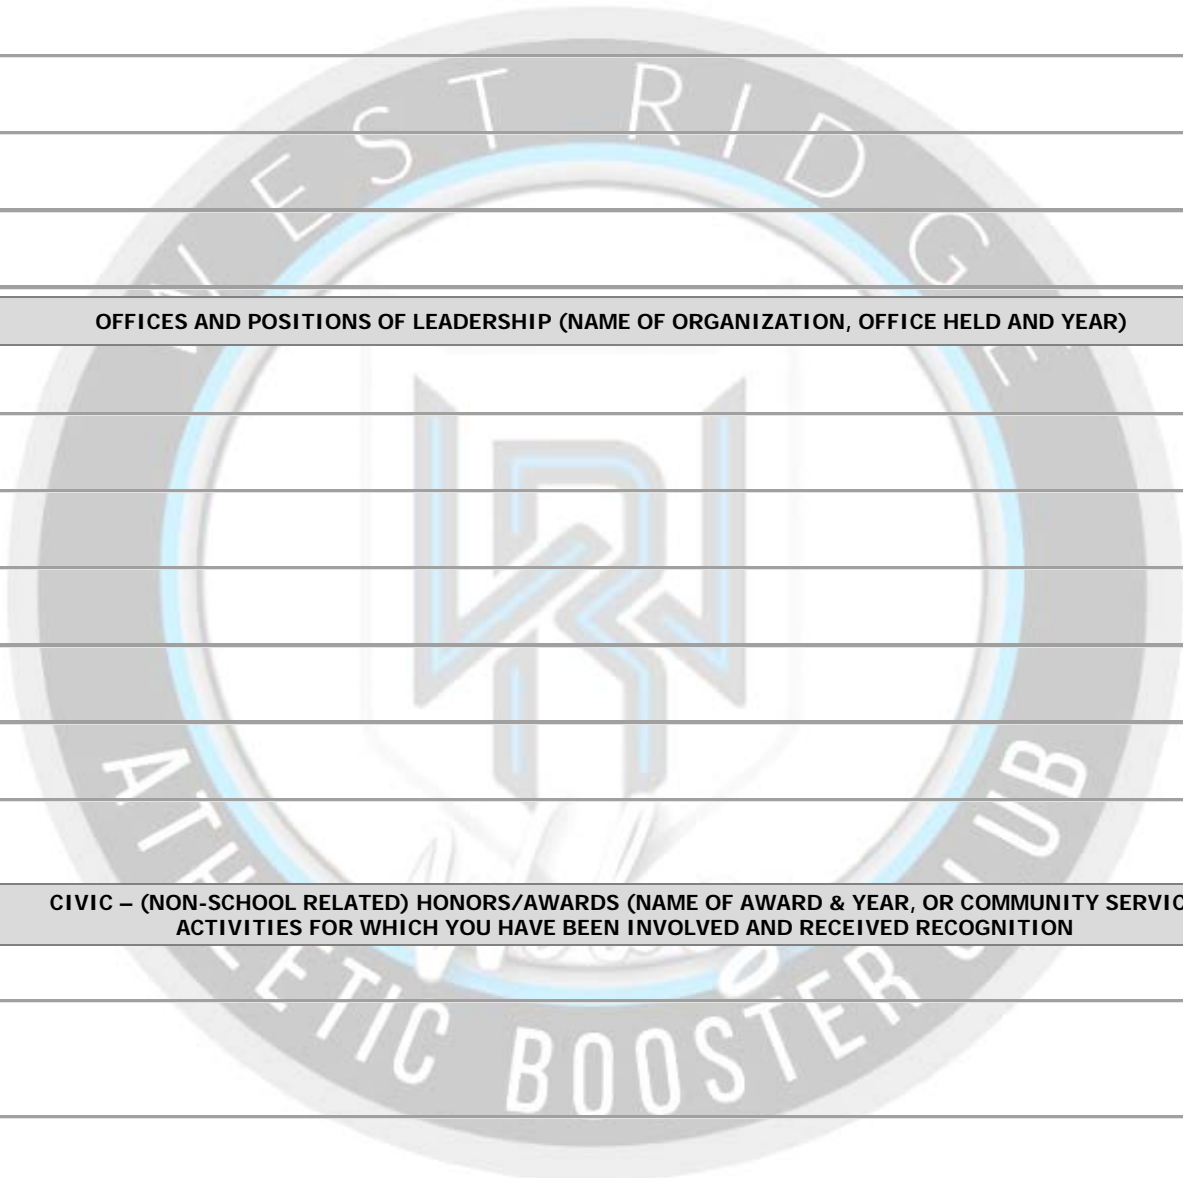 WEST RIDGE
OFFICES AND POSITIONS OF LEADERSHIP (NAME OF ORGANIZATION, OFFICE HELD AND YEAR)
CIVIC – (NON-SCHOOL RELATED) HONORS/AWARDS (NAME OF AWARD & YEAR, OR COMMUNITY SERVIC
ACTIVITIES FOR WHICH YOU HAVE BEEN INVOLVED AND RECEIVED RECOGNITION
ATHLETIC BOOSTER CLUB